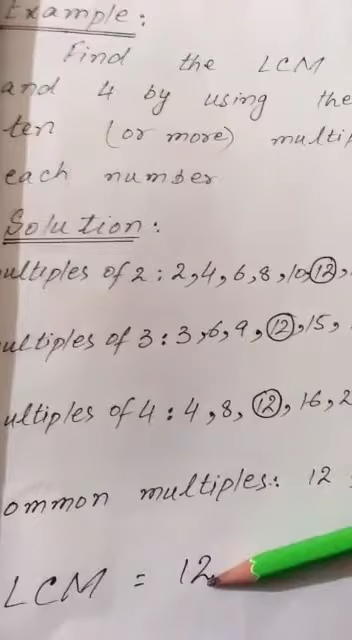 Example:
Find the LCM
and 4 by using the
ten (or more) multip
each number
Solution:
ultiples of 2 : 2,4,6,8,10,12,
ultiples of 3 : 3,6,9,12,15,
ultiples of 4 : 4,8,12,16,2
ommon multiples: 12
LCM = 12